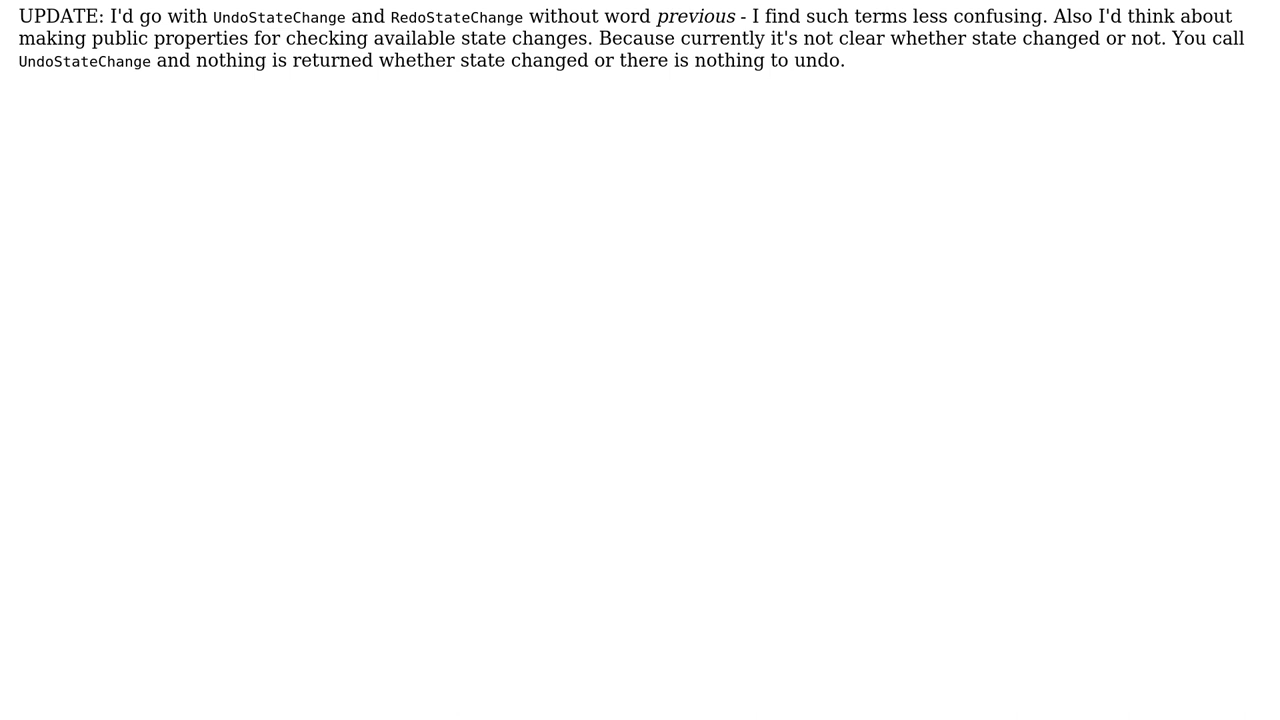 UPDATE: I'd go with UndoStateChange and RedoStateChange without word previous - I find such terms less confusing. Also I'd think about
making public properties for checking available state changes. Because currently it's not clear whether state changed or not. You call
UndoStateChange and nothing is returned whether state changed or there is nothing to undo.